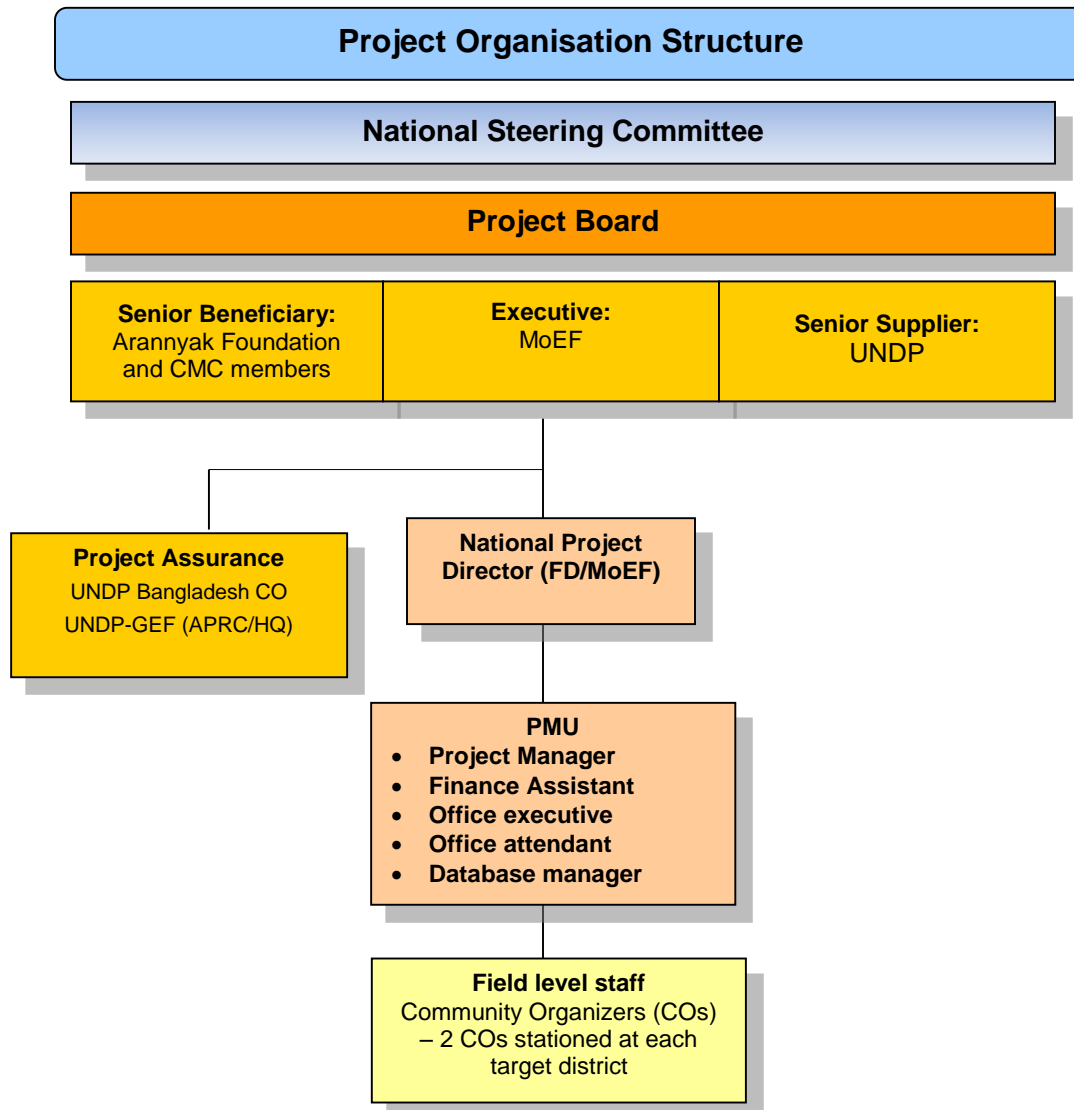 Project Organisation Structure
National Steering Committee
Project Board
Senior Beneficiary:
Arannyak Foundation
and CMC members
Executive:
MoEF
Senior Supplier:
UNDP
Project Assurance
UNDP Bangladesh CO
UNDP-GEF (APRC/HQ)
National Project
Director (FD/MoEF)
PMU
• Project Manager
• Finance Assistant
• Office executive
• Office attendant
• Database manager
Field level staff
Community Organizers (COs)
– 2 COs stationed at each
target district